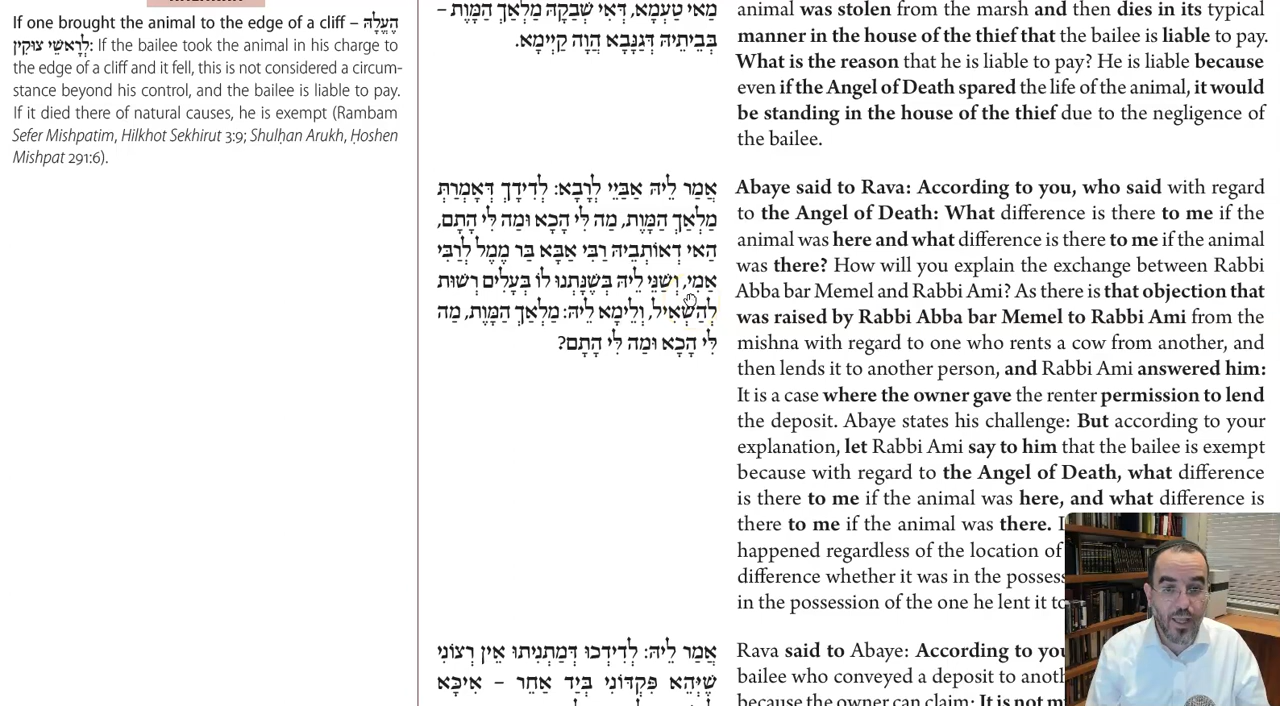 If one brought the animal to the edge of a cliff – הֶעֱלָהּ
לְרָאשֵׁי צוּקִין: If the bailee took the animal in his charge to
the edge of a cliff and it fell, this is not considered a circum-
stance beyond his control, and the bailee is liable to pay.
If it died there of natural causes, he is exempt (Rambam
Sefer Mishpatim, Hilkhot Sekhirut 3:9; Shulḥan Arukh, Ḥoshen
Mishpat 291:6).
מַאי טַעְמָא, דְּאִי שְׁבַקָהּ מַלְאַךְ הַמָּוֶת –
בְּבֵיתֵיהּ דְּגַנָּבָא הֲוָה קַיְימָא.
אֲמַר לֵיהּ אַבַּיֵי לְרָבָא: לְדִידָךְ דְּאָמְרַתְּ
מַלְאַךְ הַמָּוֶת, מַה לִּי הָכָא וּמַה לִּי הָתָם,
הַאי דְּאוֹתְבֵיהּ רַבִּי אַבָּא בַּר מֶמֶל לְרַבִּי
אַמִי, וְשַׁנֵּי לֵיהּ בְּשֶׁנָּתְנוּ לוֹ בְּעָלִים רְשׁוּת
לְהַשְׁאִיל, וְלֵימָא לֵיהּ: מַלְאַךְ הַמָּוֶת, מַה
לִּי הָכָא וּמַה לִּי הָתָם?
אֲמַר לֵיהּ: לְדִידְכוּ דְּמַתְנִיתוּ אֵין רְצוֹנִי
שֶׁיְּהֵא פִּקְדוֹנִי בְּיַד אַחֵר – אִיכָּא
animal was stolen from the marsh and then dies in its typical
manner in the house of the thief that the bailee is liable to pay.
What is the reason that he is liable to pay? He is liable because
even if the Angel of Death spared the life of the animal, it would
be standing in the house of the thief due to the negligence of
the bailee.
Abaye said to Rava: According to you, who said with regard
to the Angel of Death: What difference is there to me if the
animal was here and what difference is there to me if the animal
was there? How will you explain the exchange between Rabbi
Abba bar Memel and Rabbi Ami? As there is that objection that
was raised by Rabbi Abba bar Memel to Rabbi Ami from the
mishna with regard to one who rents a cow from another, and
then lends it to another person, and Rabbi Ami answered him:
It is a case where the owner gave the renter permission to lend
the deposit. Abaye states his challenge: But according to your
explanation, let Rabbi Ami say to him that the bailee is exempt
because with regard to the Angel of Death, what difference
is there to me if the animal was here, and what difference is
there to me if the animal was there.
happened regardless of the location of
difference whether it was in the
in the possession of the one he lent it
Rava said to Abaye: According to
bailee who conveyed a deposit to
because the owner can claim: It is not